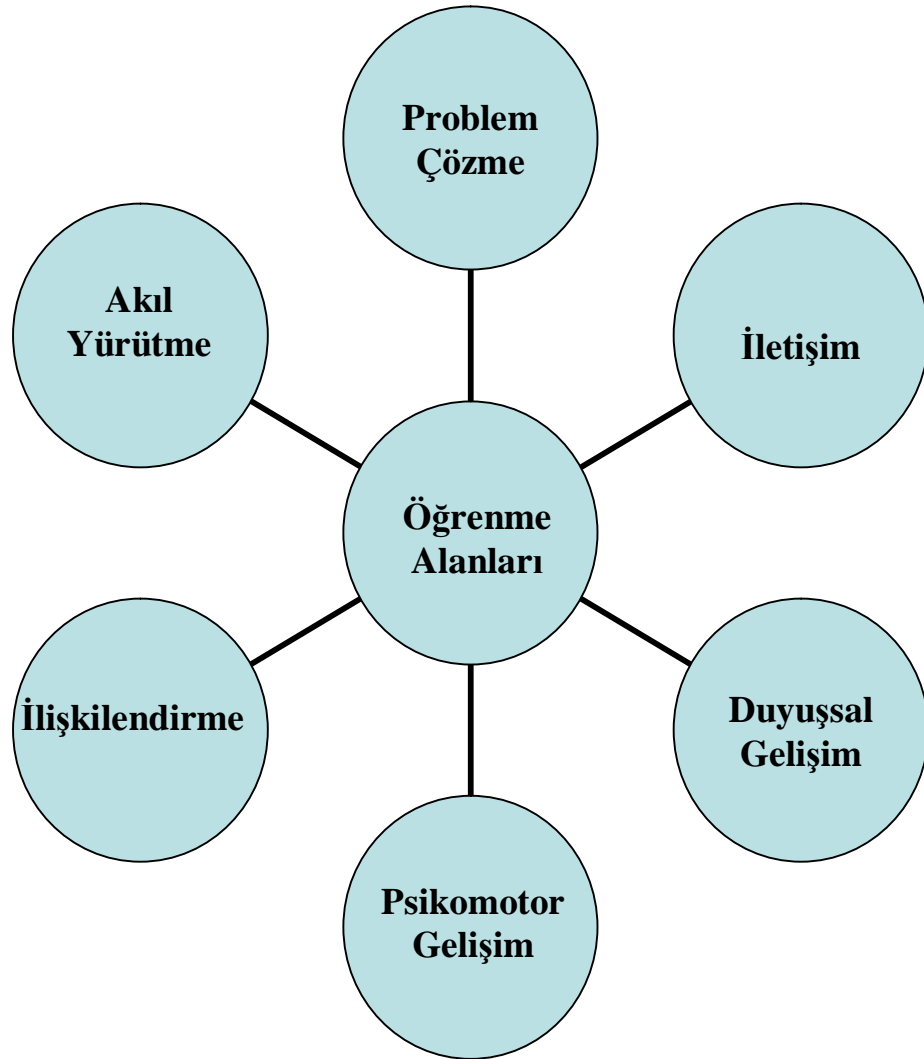 Problem
Çözme
Akıl
Yürütme
İletişim
Öğrenme
Alanları
İlişkilendirme
Duyuşsal
Gelişim
Psikomotor
Gelişim